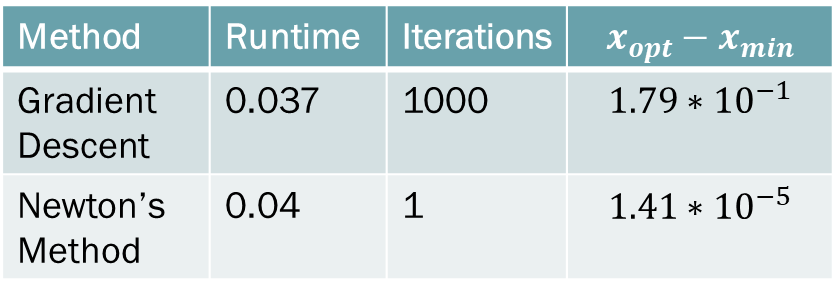 Method Runtime Iterations x_opt − x_min
Gradient 0.037 1000 1.79 * 10^−1
Descent
Newton's 0.04 1 1.41 * 10^−5
Method